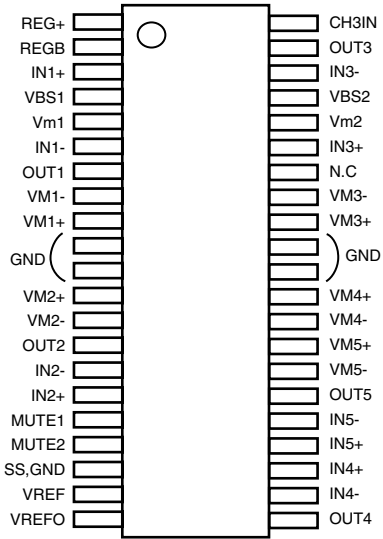 REG+
REGB
IN1+
VBS1
Vm1
IN1-
OUT1
VM1-
VM1+
GND
VM2+
VM2-
OUT2
IN2-
IN2+
MUTE1
MUTE2
SS,GND
VREF
VREFO
CH3IN
OUT3
IN3-
VBS2
Vm2
IN3+
N.C
VM3-
VM3+
GND
VM4+
VM4-
VM5+
VM5-
OUT5
IN5-
IN5+
IN4+
IN4-
OUT4